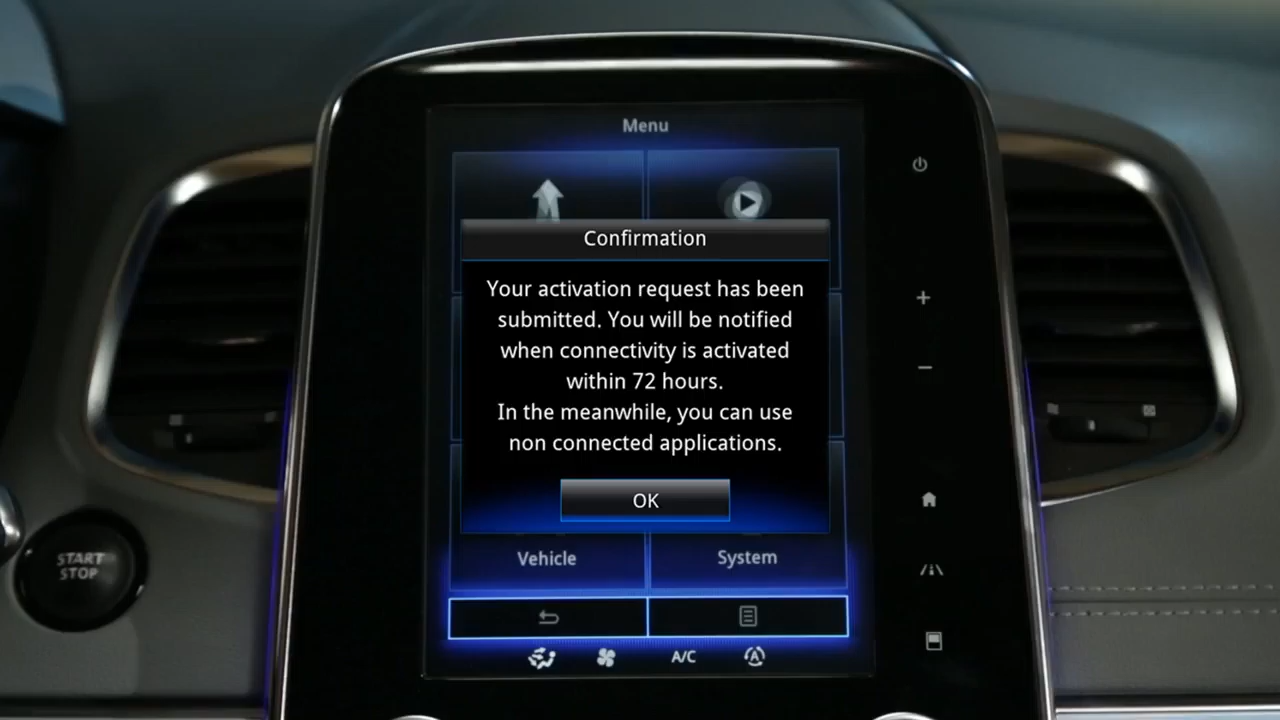 Menu
Confirmation
Your activation request has been
submitted. You will be notified
when connectivity is activated
within 72 hours.
In the meanwhile, you can use
non connected applications.
OK
Vehicle
System
START
STOP
A/C
A